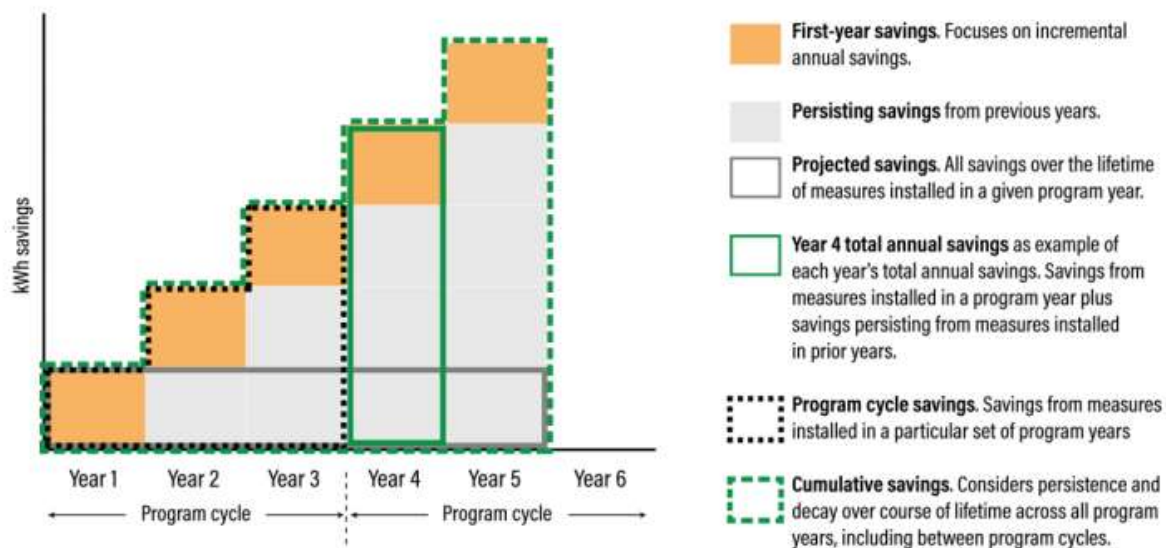 kWh savings
Year 1
Year 2
Year 3
Year 4
Year 5
Year 6
Program cycle
Program cycle
First-year savings. Focuses on incremental
annual savings.
Persisting savings from previous years.
Projected savings. All savings over the lifetime
of measures installed in a given program year.
Year 4 total annual savings as example of
each year's total annual savings. Savings from
measures installed in a program year plus
savings persisting from measures installed
in prior years.
Program cycle savings. Savings from measures
installed in a particular set of program years
Cumulative savings. Considers persistence and
decay over course of lifetime across all program
years, including between program cycles.